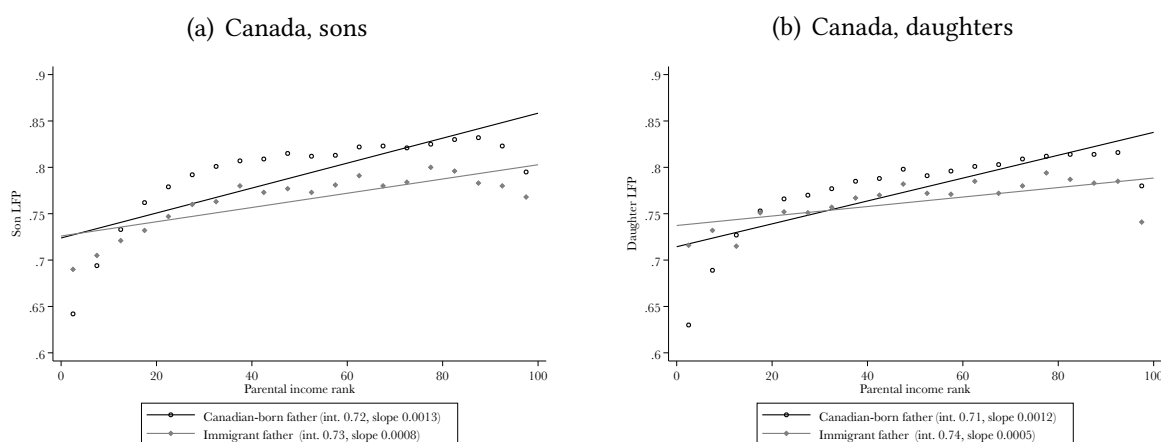 (a) Canada, sons
.9
.85
.8
.75
.7
.65
.6
Son LFP
0
20
40
60
80
100
Parental income rank
Canadian-born father (int. 0.72, slope 0.0013)
Immigrant father (int. 0.73, slope 0.0008)
(b) Canada, daughters
.9
.85
.8
.75
.7
.65
.6
Daughter LFP
0
20
40
60
80
100
Parental income rank
Canadian-born father (int. 0.71, slope 0.0012)
Immigrant father (int. 0.74, slope 0.0005)